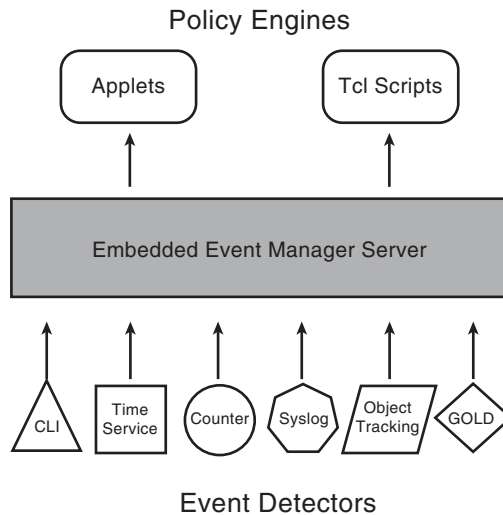 Policy Engines
Applets
Tcl Scripts
Embedded Event Manager Server
CLI
Time
Service
Counter
Syslog
Object
Tracking
GOLD
Event Detectors